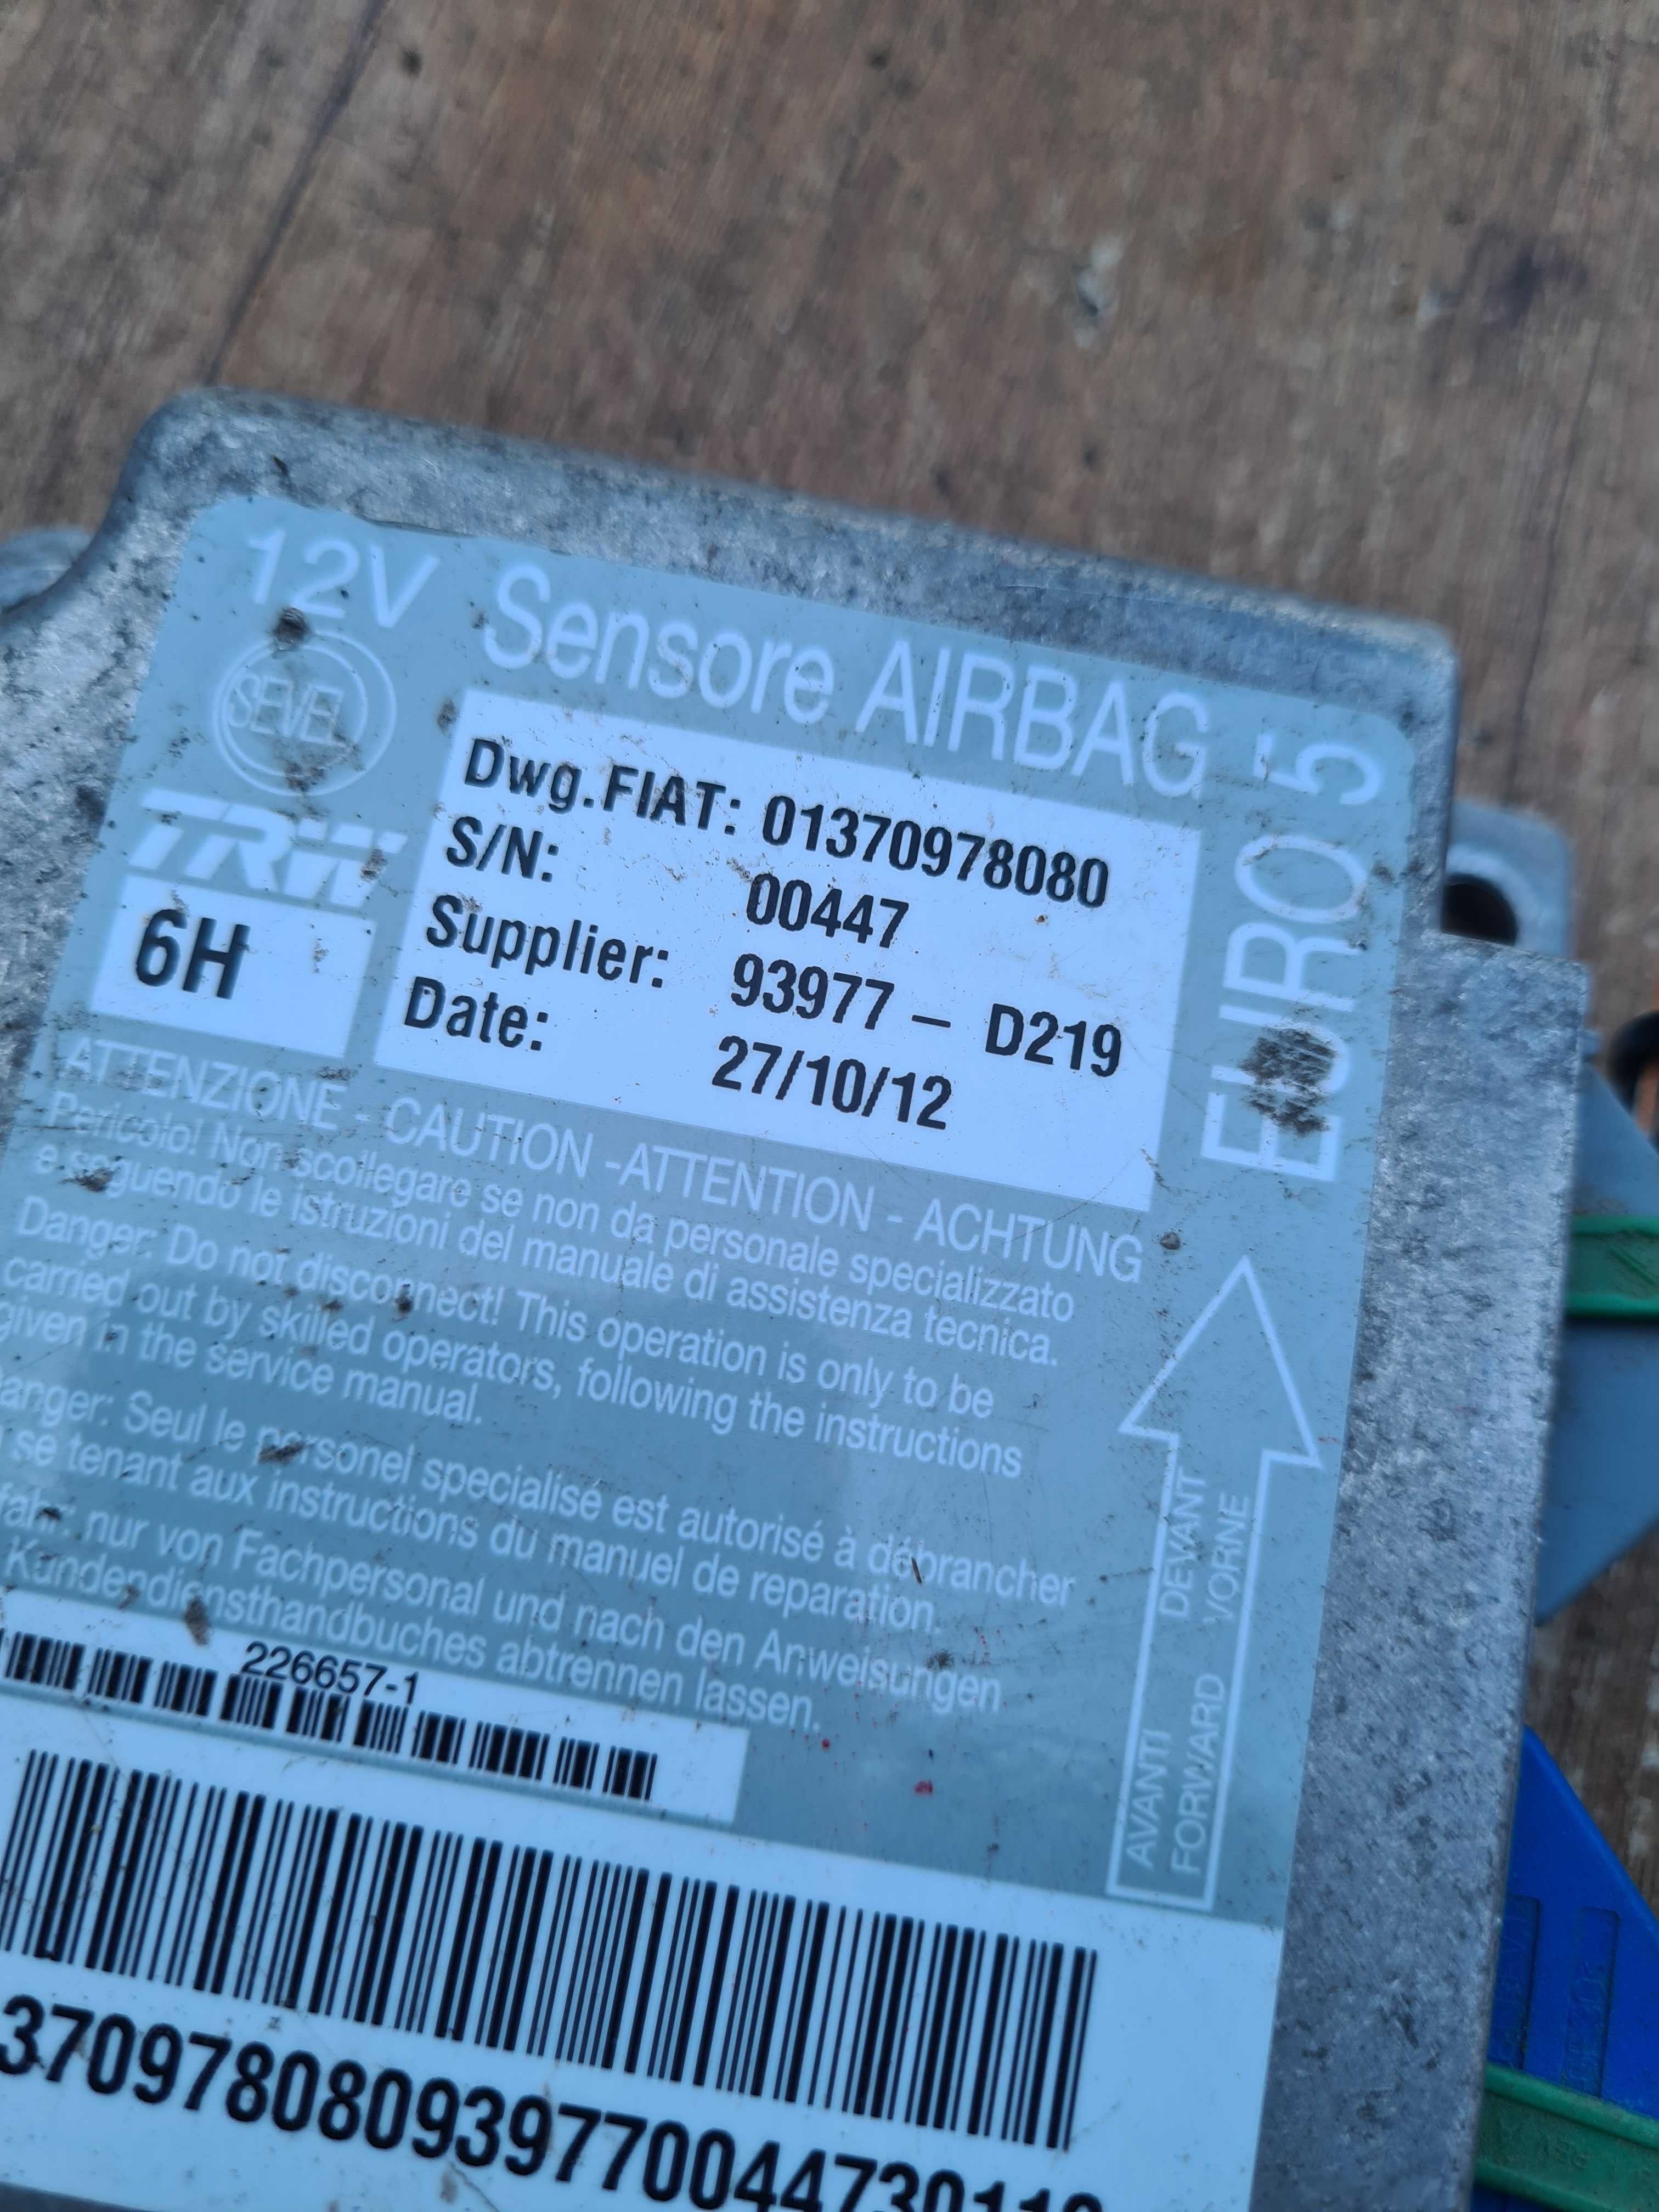 12V Sensore AIRBAG
SEVEL
TRW
6H
Dwg.FIAT: 01370978080
S/N: 00447
Supplier: 93977 – D219
Date: 27/10/12
EURO 5
ATTENZIONE - CAUTION -ATTENTION - ACHTUNG
Pericolo! Non scollegare se non da personale specializzato
e seguendo le istruzioni del manuale di assistenza tecnica.
Danger: Do not disconnect! This operation is only to be
carried out by skilled operators, following the instructions
given in the service manual.
anger: Seul le personel specialisé est autorisé à débrancher
se tenant aux instructions du manuel de reparation.
fahr: nur von Fachpersonal und nach den Anweisungen
Kundendiensthandbuches abtrennen lassen.
AVANTI DEVANT
FORWARD VORNE
226657-1
3709780809397700447301